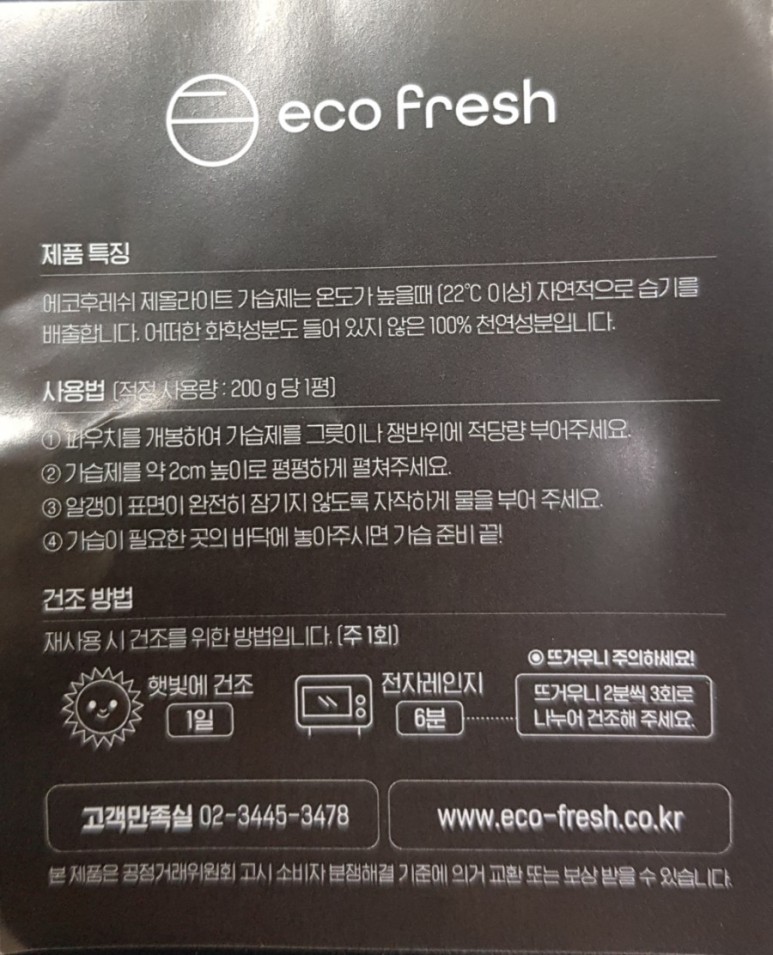 eco fresh
제품 특징
에코후레쉬 제올라이트 가습제는 온도가 높을때 (22℃ 이상) 자연적으로 습기를
배출합니다. 어떠한 화학성분도 들어 있지 않은 100% 천연성분입니다.
사용법 (적정 사용량 : 200 g 당 1평)
① 파우치를 개봉하여 가습제를 그릇이나 쟁반위에 적당량 부어주세요.
② 가습제를 약 2cm 높이로 평평하게 펼쳐주세요.
③ 알갱이 표면이 완전히 잠기지 않도록 자작하게 물을 부어 주세요.
④ 가습이 필요한 곳의 바닥에 놓아주시면 가습 준비 끝!
건조 방법
재사용 시 건조를 위한 방법입니다. (주 1회)
햇빛에 건조
1일
전자레인지
6분
◉ 뜨거우니 주의하세요!
뜨거우니 2분씩 3회로
나누어 건조해 주세요.
고객만족실 02-3445-3478
www.eco-fresh.co.kr
본 제품은 공정거래위원회 고시 소비자 분쟁해결 기준에 의거 교환 또는 보상 받을 수 있습니다.